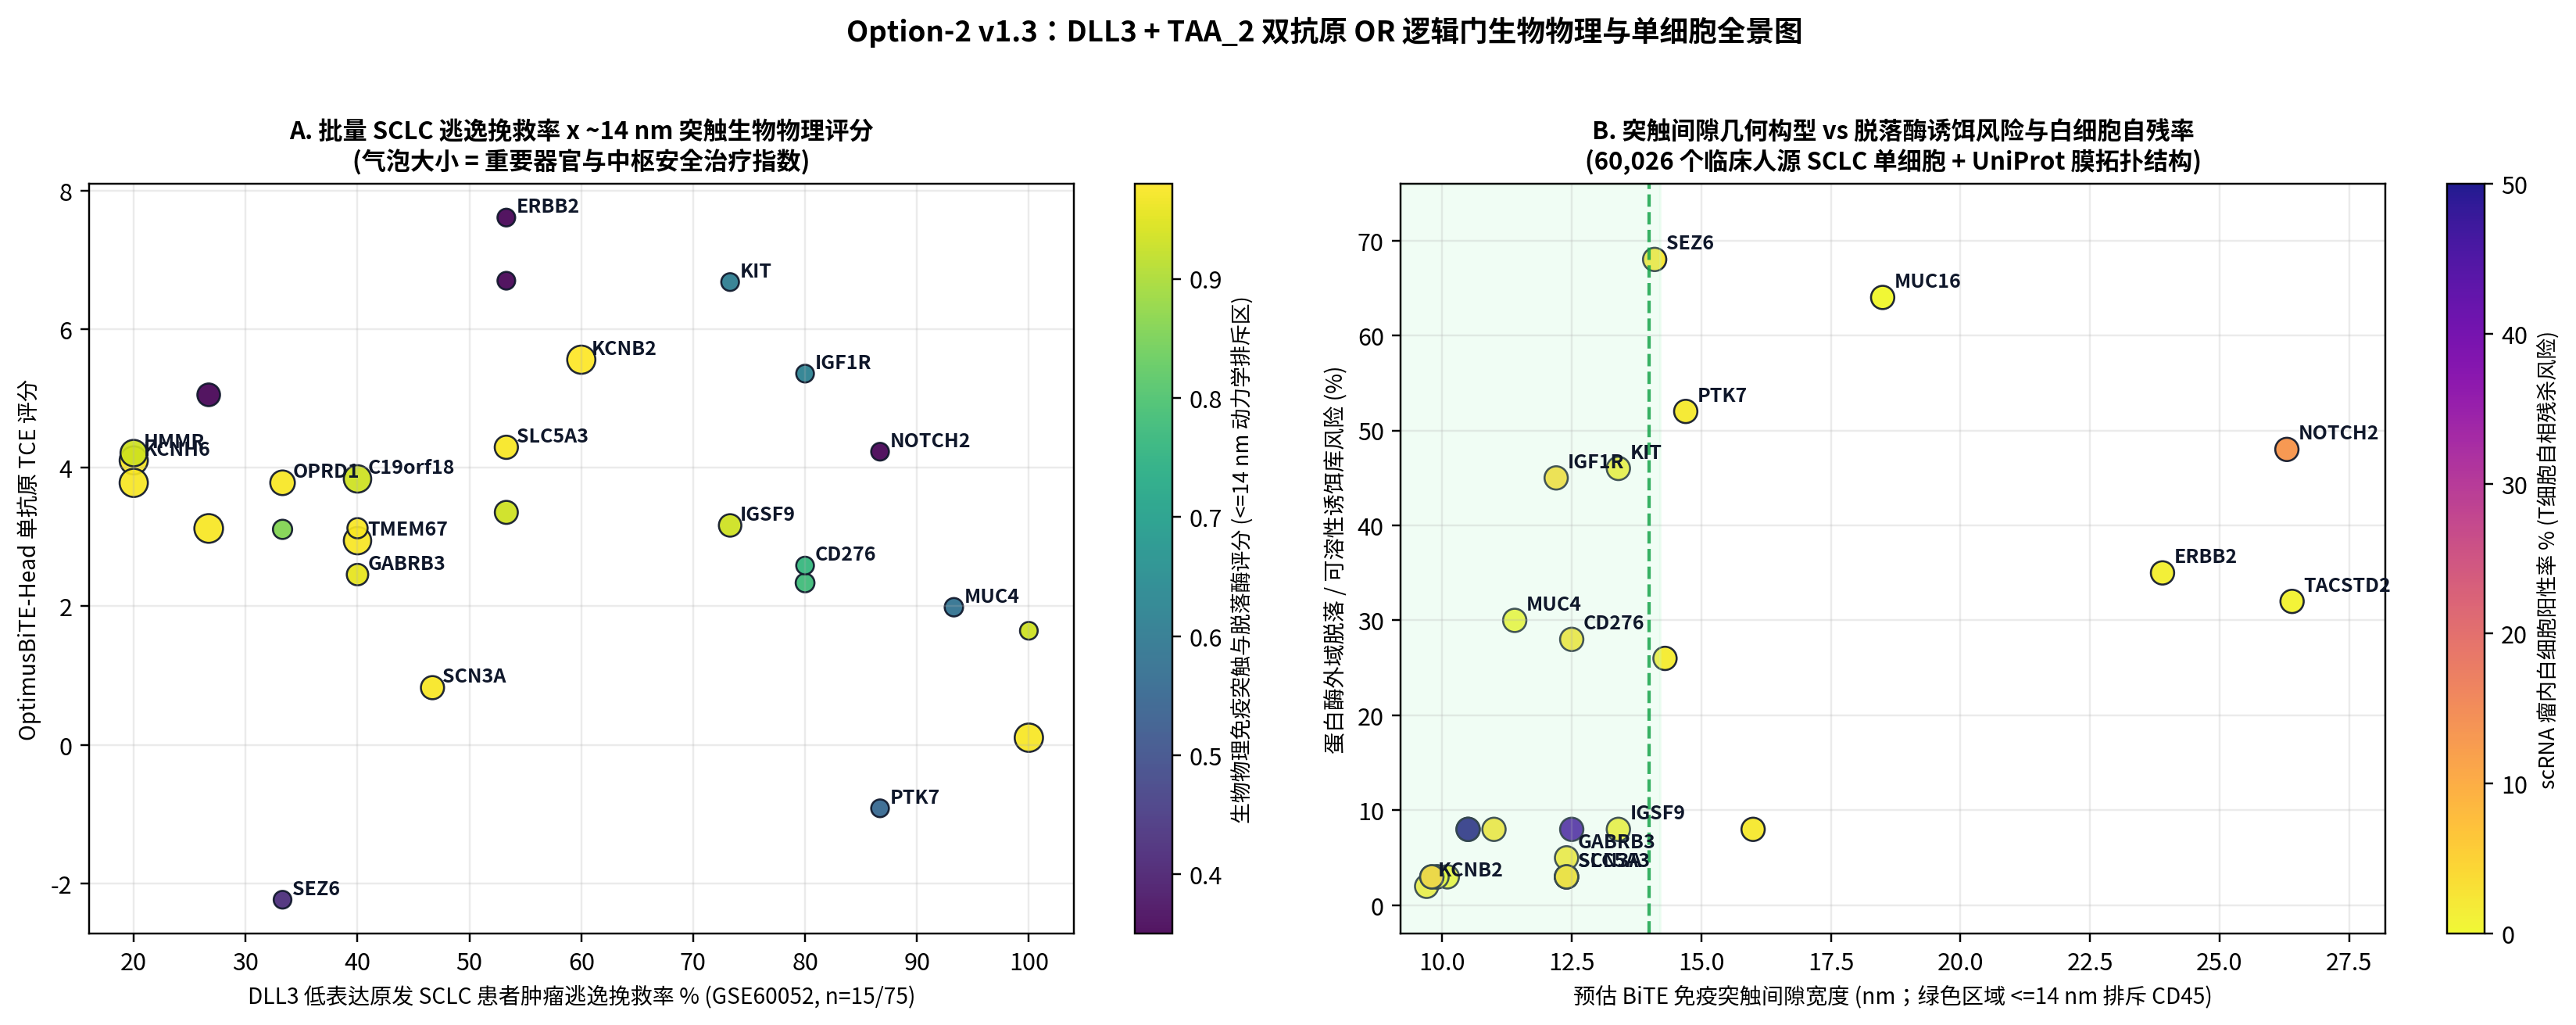 Option-2 v1.3：DLL3 + TAA_2 双抗原 OR 逻辑门生物物理与单细胞全景图
A. 批量 SCLC 逃逸挽救率 x ~14 nm 突触生物物理评分
(气泡大小 = 重要器官与中枢安全治疗指数)
8
6
4
2
0
-2
OptimusBiTE-Head 单抗原 TCE 评分
ERBB2
KIT
KCNB2
IGF1R
HMMR
KCNH6
SLC5A3
NOTCH2
OPRD1
C19orf18
TMEM67
IGSF9
GABRB3
CD276
MUC4
SCN3A
PTK7
SEZ6
20
30
40
50
60
70
80
90
100
DLL3 低表达原发 SCLC 患者肿瘤逃逸挽救率 % (GSE60052, n=15/75)
0.9
0.8
0.7
0.6
0.5
0.4
生物物理免疫突触与脱落酶评分 (<=14 nm 动力学排斥区)
B. 突触间隙几何构型 vs 脱落酶诱饵风险与白细胞自残率
(60,026 个临床人源 SCLC 单细胞 + UniProt 膜拓扑结构)
70
60
50
40
30
20
10
0
蛋白酶外域脱落 / 可溶性诱饵库风险 (%)
SEZ6
MUC16
PTK7
NOTCH2
KIT
IGF1R
ERBB2
TACSTD2
MUC4
CD276
IGSF9
GABRB3
SCN3A
SLC5A3
KCNB2
10.0
12.5
15.0
17.5
20.0
22.5
25.0
27.5
预估 BiTE 免疫突触间隙宽度 (nm；绿色区域 <=14 nm 排斥 CD45)
50
40
30
20
10
0
scRNA 瘤内白细胞阳性率 % (T细胞自相残杀风险)